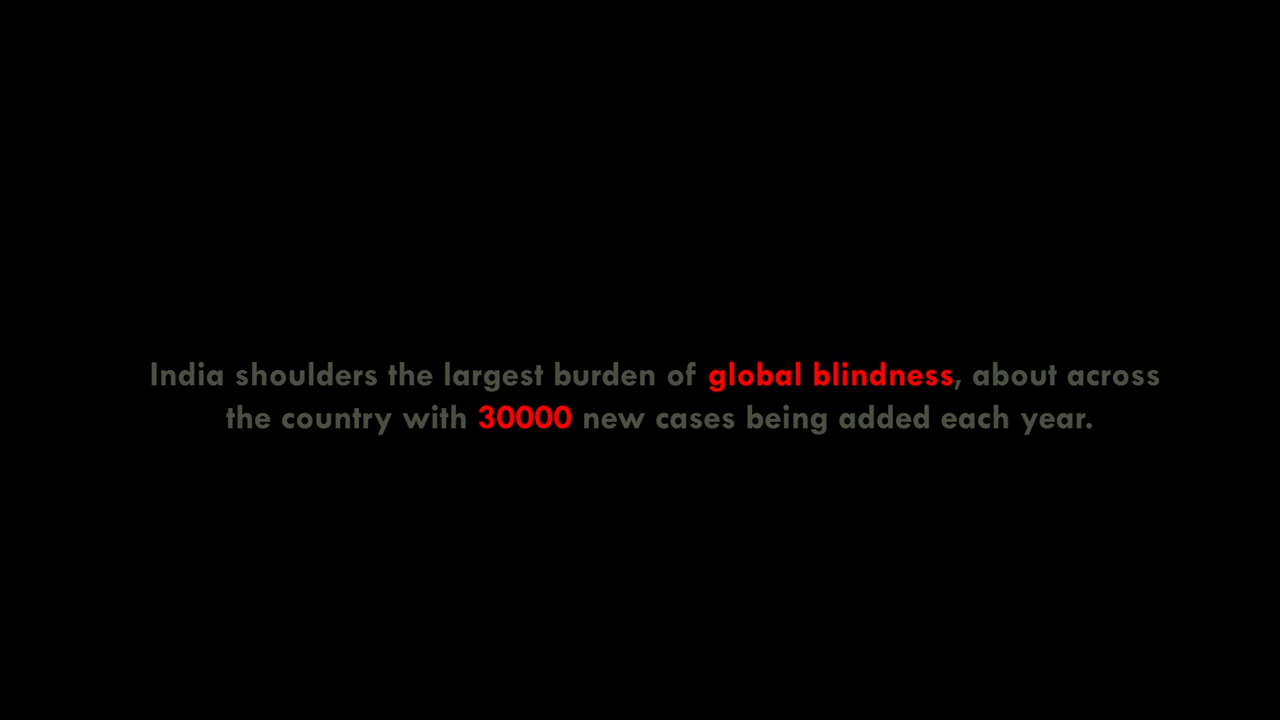 India shoulders the largest burden of global blindness, about across
the country with 30000 new cases being added each year.